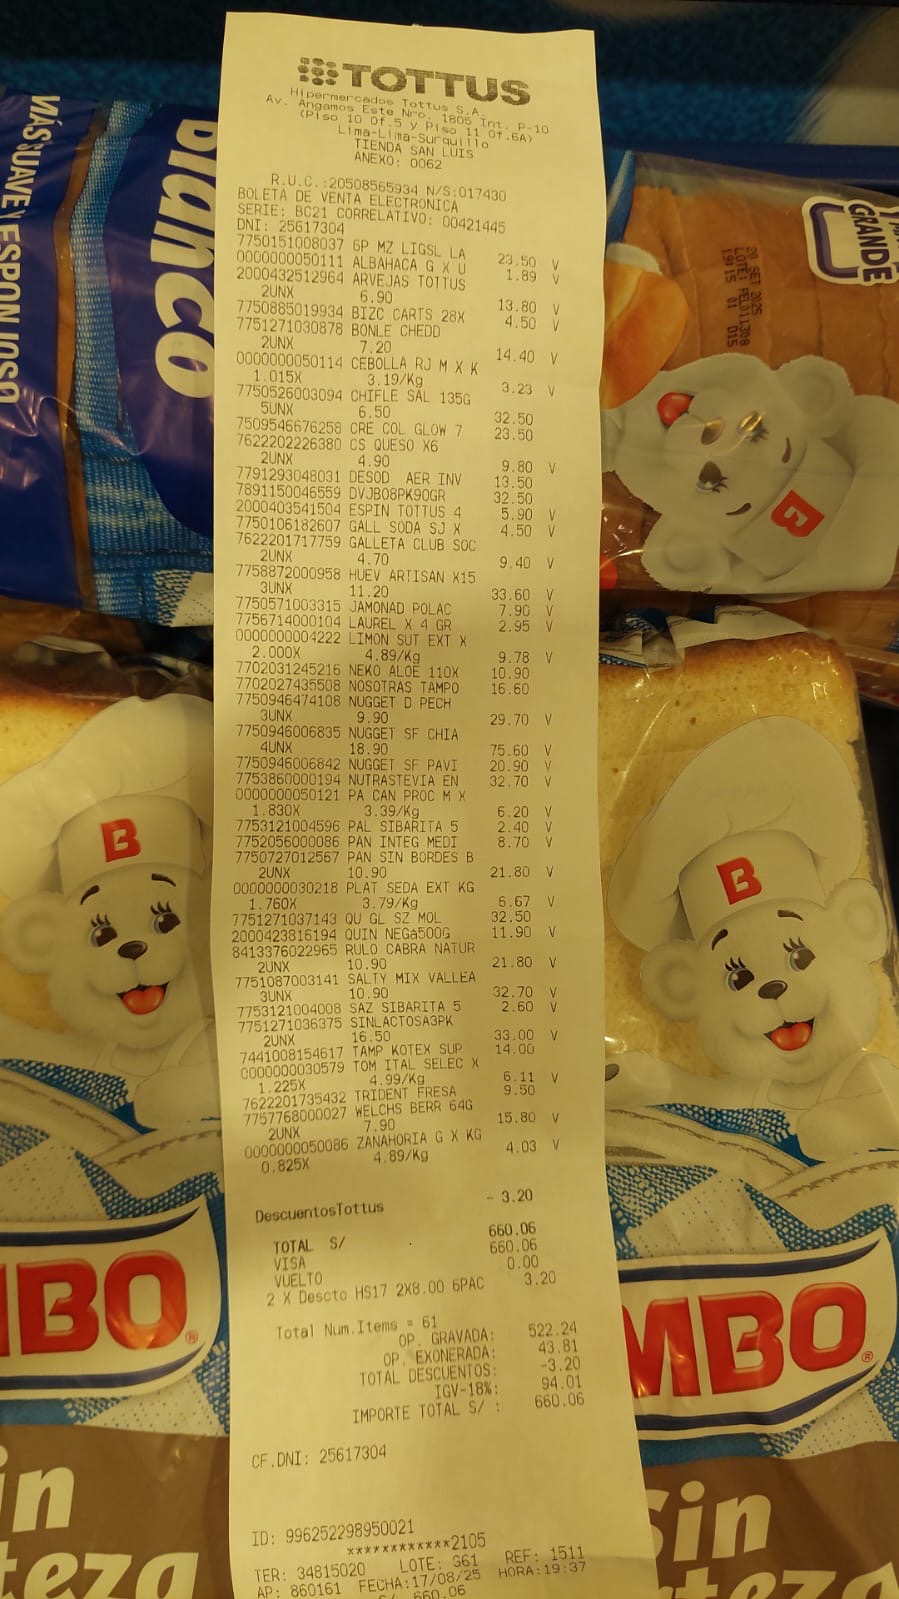 TOTTUS
Hipermercados Tottus S.A.
Av. Angamos Este Nro. 1805 Int. P-10
(Piso 10 Of.5 y Piso 11 Of.6A)
Lima-Lima-Surquillo
TIENDA SAN LUIS
ANEXO: 0062
R.U.C.:20508565934 N/S:017430
BOLETA DE VENTA ELECTRONICA
SERIE: BC21 CORRELATIVO: 00421445
DNI: 25617304
7750151008037 6P MZ LIGSL LA 23.50 V
0000000050111 ALBAHACA G X U 1.89 V
2000432512964 ARVEJAS TOTTUS
2UNX 6.90 13.80 V
7750885019934 BIZC CARTS 28X 4.50 V
7751271030878 BONLE CHEDD
2UNX 7.20 14.40 V
0000000050114 CEBOLLA RJ M X K
1.015X 3.19/Kg 3.23 V
7750526003094 CHIFLE SAL 135G
5UNX 6.50 32.50
7509546676258 CRE COL GLOW 7 23.50
7622202226380 CS QUESO X6
2UNX 4.90 9.80 V
7791293048031 DESOD AER INV 13.50
7891150046559 DVJB08PK90GR 32.50
2000403541504 ESPIN TOTTUS 4 5.90 V
7750106182607 GALL SODA SJ X 4.50 V
7622201717759 GALLETA CLUB SOC
2UNX 4.70 9.40 V
7758872000958 HUEV ARTISAN X15
3UNX 11.20 33.60 V
7750571003315 JAMONAD POLAC 7.90 V
7756714000104 LAUREL X 4 GR 2.95 V
0000000004222 LIMON SUT EXT X
2.000X 4.89/Kg 9.78 V
7702031245216 NEKO ALOE 110X 10.90
7702027435508 NOSOTRAS TAMPO 16.60
7750946474108 NUGGET D PECH
3UNX 9.90 29.70 V
7750946006835 NUGGET SF CHIA
4UNX 18.90 75.60 V
7750946006842 NUGGET SF PAVI 20.90 V
7753860000194 NUTRASTEVIA EN 32.70 V
0000000050121 PA CAN PROC M X
1.830X 3.39/Kg 6.20 V
7753121004596 PAL SIBARITA 5 2.40 V
7752056000086 PAN INTEG MEDI 8.70 V
7750727012567 PAN SIN BORDES B
2UNX 10.90 21.80 V
0000000030218 PLAT SEDA EXT KG
1.760X 3.79/Kg 6.67 V
7751271037143 QU GL SZ MOL 32.50
2000423816194 QUIN NEGá500G 11.90 V
8413376022965 RULO CABRA NATUR
2UNX 10.90 21.80 V
7751087003141 SALTY MIX VALLEA
3UNX 10.90 32.70 V
7753121004008 SAZ SIBARITA 5 2.60 V
7751271036375 SINLACTOSA3PK
2UNX 16.50 33.00 V
7441008154617 TAMP KOTEX SUP 14.00
0000000030579 TOM ITAL SELEC X
1.225X 4.99/Kg 6.11 V
7622201735432 TRIDENT FRESA 9.50
7757768000027 WELCHS BERR 64G
2UNX 7.90 15.80 V
0000000050086 ZANAHORIA G X KG
0.825X 4.89/Kg 4.03 V
DescuentosTottus - 3.20
TOTAL S/ 660.06
VISA 660.06
VUELTO 0.00
2 X Descto HS17 2X8.00 6PAC 3.20
Total Num.Items = 61
OP. GRAVADA: 522.24
OP. EXONERADA: 43.81
TOTAL DESCUENTOS: -3.20
IGV-18%: 94.01
IMPORTE TOTAL S/ : 660.06
CF.DNI: 25617304
ID: 996252298950021
************2105
TER: 34815020 LOTE: 361 REF: 1511
AP: 860161 FECHA:17/08/25 HORA:19:37
S/ 660.06
MÁS SUAVE Y ESPONJOSO
Blanco
GRANDE
20 SET 2025
B
B
B
MBO
MBO
in
teza
Sin
rteza